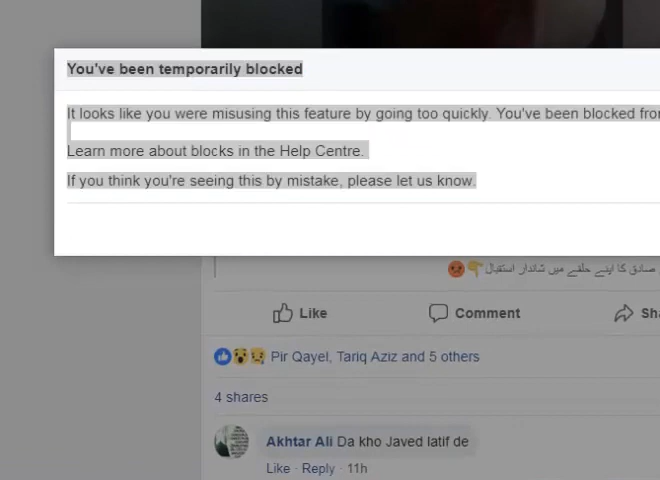 You've been temporarily blocked
It looks like you were misusing this feature by going too quickly. You've been blocked from
Learn more about blocks in the Help Centre.
If you think you're seeing this by mistake, please let us know.
صادق کا اپنے حلقے میں شاندار استقبال👇😡
Like
Comment
Sha
Pir Qayel, Tariq Aziz and 5 others
4 shares
Akhtar Ali Da kho Javed latif de
Like · Reply · 11h